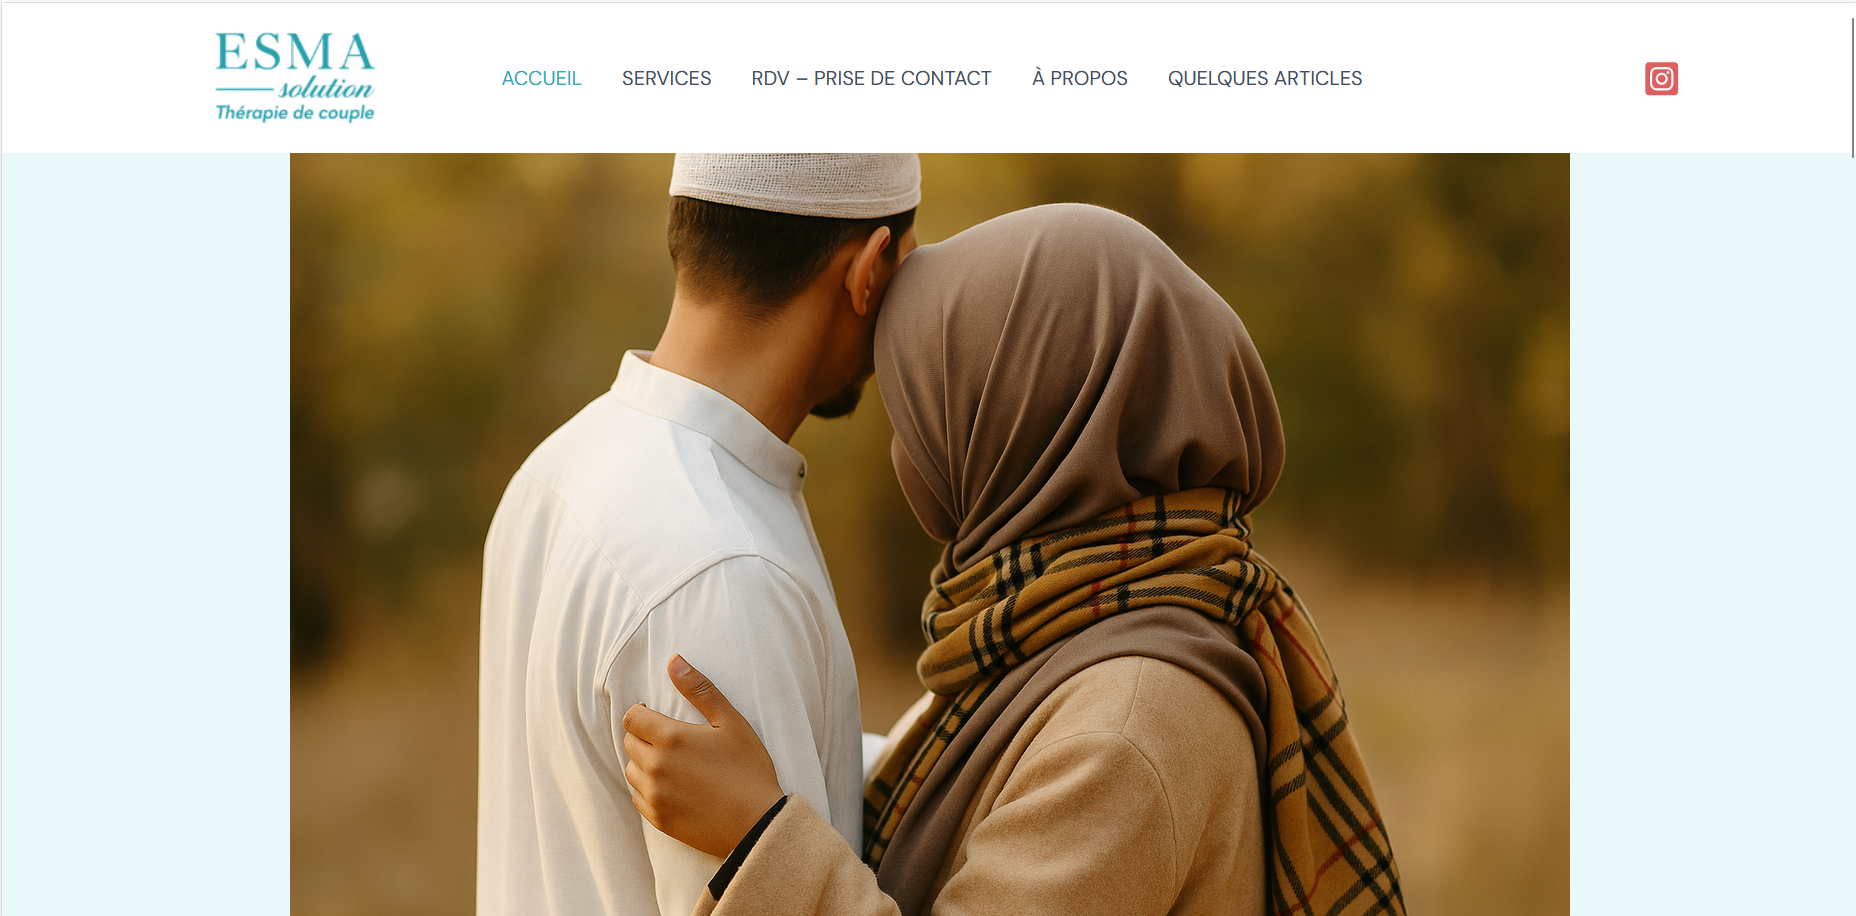 ESMA
solution
Thérapie de couple
ACCUEIL SERVICES RDV – PRISE DE CONTACT À PROPOS QUELQUES ARTICLES